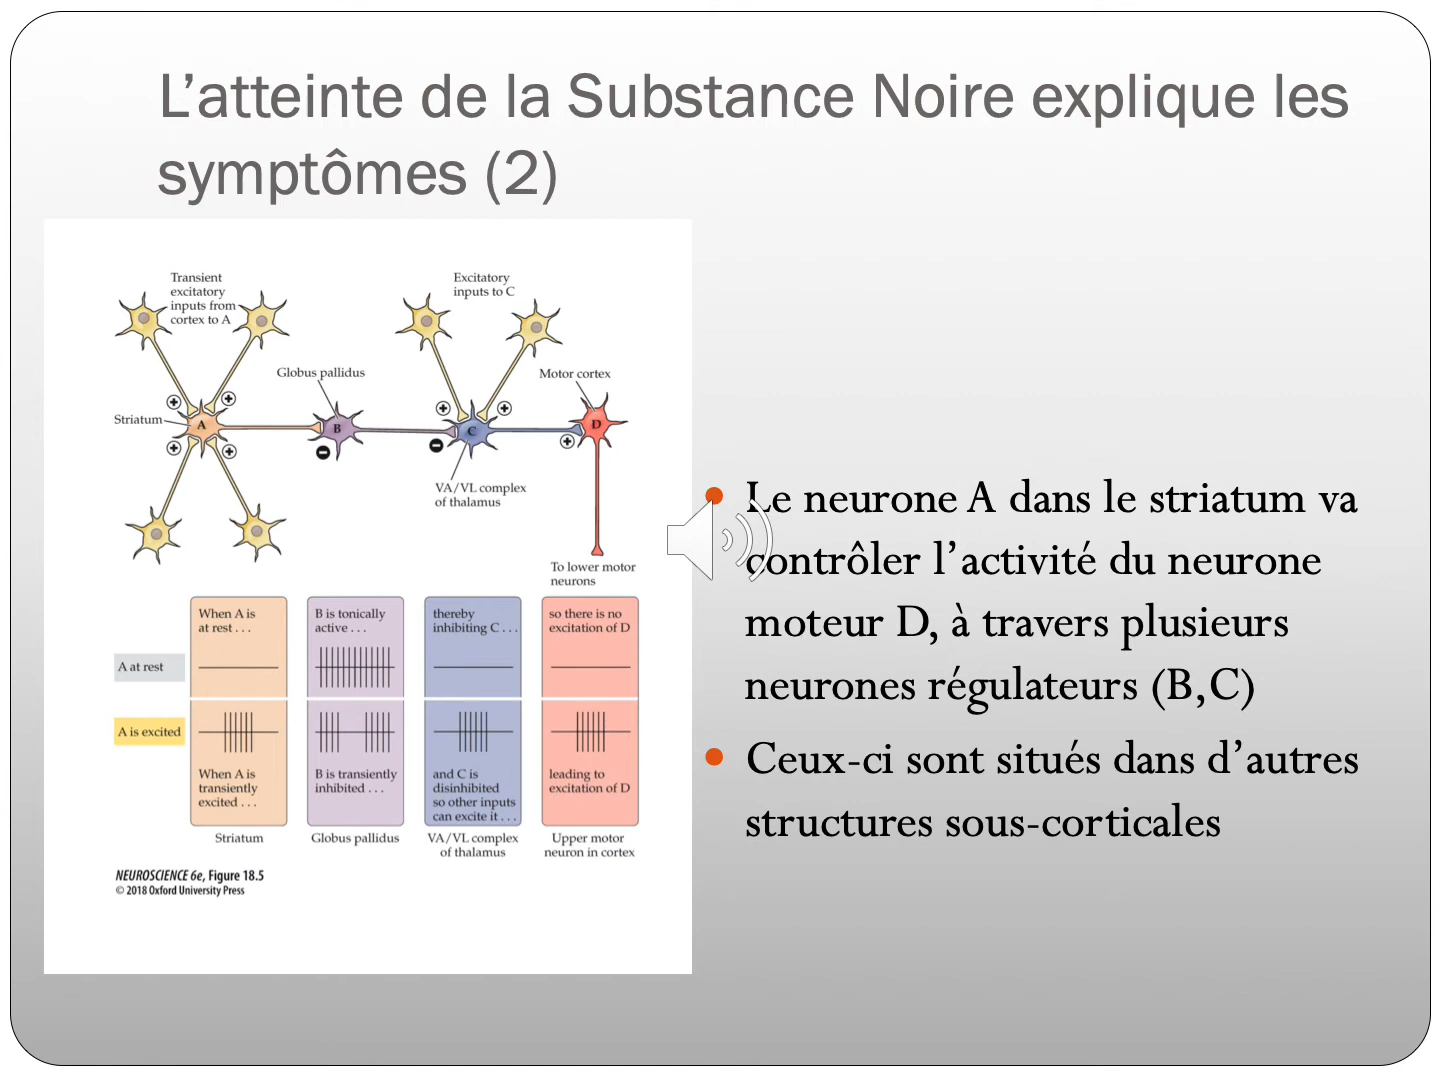 L’atteinte de la Substance Noire explique les
symptômes (2)
Transient
excitatory
inputs from
cortex to A
Excitatory
inputs to C
Globus pallidus
Motor cortex
Striatum
A
B
C
D
VA/VL complex
of thalamus
To lower motor
neurons
When A is
at rest . . .
B is tonically
active . . .
thereby
inhibiting C . . .
so there is no
excitation of D
A at rest
A is excited
When A is
transiently
excited . . .
B is transiently
inhibited . . .
and C is
disinhibited
so other inputs
can excite it . . .
leading to
excitation of D
Striatum
Globus pallidus
VA/VL complex
of thalamus
Upper motor
neuron in cortex
NEUROSCIENCE 6e, Figure 18.5
© 2018 Oxford University Press
Le neurone A dans le striatum va
contrôler l’activité du neurone
moteur D, à travers plusieurs
neurones régulateurs (B,C)
Ceux-ci sont situés dans d’autres
structures sous-corticales